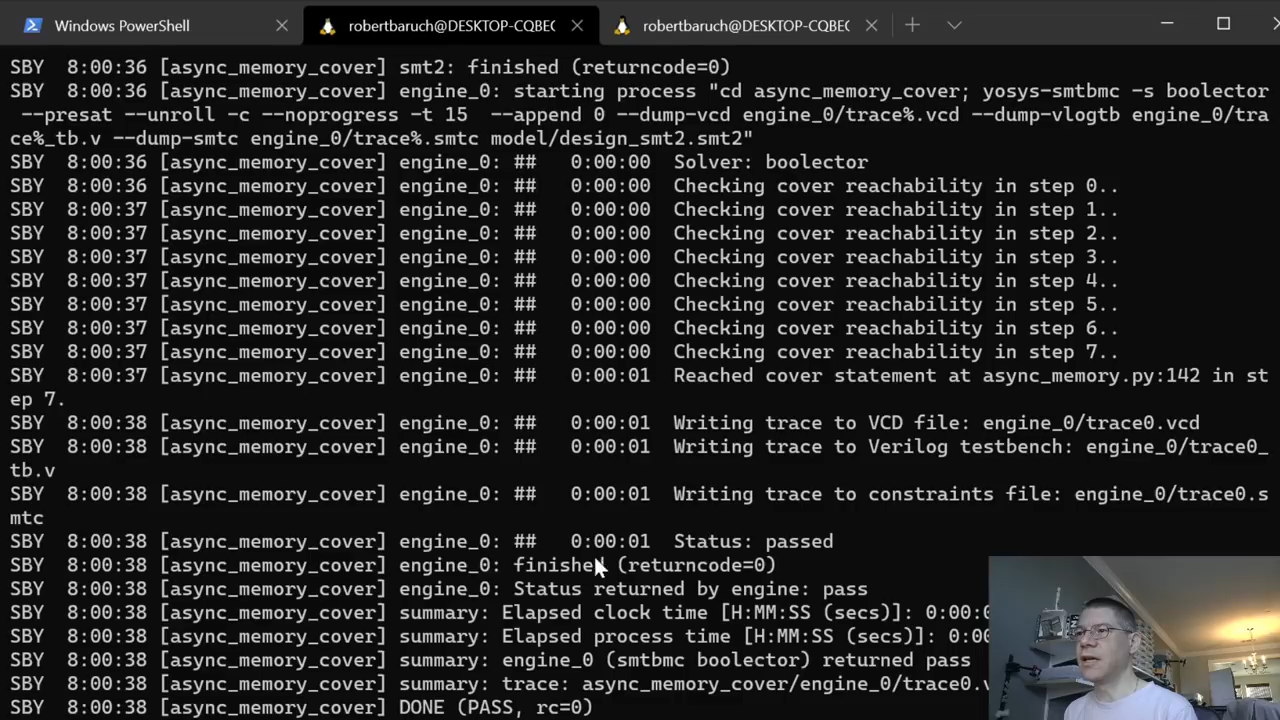 Windows PowerShell
robertbaruch@DESKTOP-CQBEC
robertbaruch@DESKTOP-CQBEC
SBY  8:00:36 [async_memory_cover] smt2: finished (returncode=0)
SBY  8:00:36 [async_memory_cover] engine_0: starting process "cd async_memory_cover; yosys-smtbmc -s boolector
 --presat --unroll -c --noprogress -t 15  --append 0 --dump-vcd engine_0/trace%.vcd --dump-vlogtb engine_0/tra
ce%_tb.v --dump-smtc engine_0/trace%.smtc model/design_smt2.smt2"
SBY  8:00:36 [async_memory_cover] engine_0: ##   0:00:00  Solver: boolector
SBY  8:00:36 [async_memory_cover] engine_0: ##   0:00:00  Checking cover reachability in step 0..
SBY  8:00:37 [async_memory_cover] engine_0: ##   0:00:00  Checking cover reachability in step 1..
SBY  8:00:37 [async_memory_cover] engine_0: ##   0:00:00  Checking cover reachability in step 2..
SBY  8:00:37 [async_memory_cover] engine_0: ##   0:00:00  Checking cover reachability in step 3..
SBY  8:00:37 [async_memory_cover] engine_0: ##   0:00:00  Checking cover reachability in step 4..
SBY  8:00:37 [async_memory_cover] engine_0: ##   0:00:00  Checking cover reachability in step 5..
SBY  8:00:37 [async_memory_cover] engine_0: ##   0:00:00  Checking cover reachability in step 6..
SBY  8:00:37 [async_memory_cover] engine_0: ##   0:00:00  Checking cover reachability in step 7..
SBY  8:00:37 [async_memory_cover] engine_0: ##   0:00:01  Reached cover statement at async_memory.py:142 in st
ep 7.
SBY  8:00:38 [async_memory_cover] engine_0: ##   0:00:01  Writing trace to VCD file: engine_0/trace0.vcd
SBY  8:00:38 [async_memory_cover] engine_0: ##   0:00:01  Writing trace to Verilog testbench: engine_0/trace0_
tb.v
SBY  8:00:38 [async_memory_cover] engine_0: ##   0:00:01  Writing trace to constraints file: engine_0/trace0.s
mtc
SBY  8:00:38 [async_memory_cover] engine_0: ##   0:00:01  Status: passed
SBY  8:00:38 [async_memory_cover] engine_0: finished (returncode=0)
SBY  8:00:38 [async_memory_cover] engine_0: Status returned by engine: pass
SBY  8:00:38 [async_memory_cover] summary: Elapsed clock time [H:MM:SS (secs)]: 0:00:0
SBY  8:00:38 [async_memory_cover] summary: Elapsed process time [H:MM:SS (secs)]: 0:00
SBY  8:00:38 [async_memory_cover] summary: engine_0 (smtbmc boolector) returned pass
SBY  8:00:38 [async_memory_cover] summary: trace: async_memory_cover/engine_0/trace0.v
SBY  8:00:38 [async_memory_cover] DONE (PASS, rc=0)